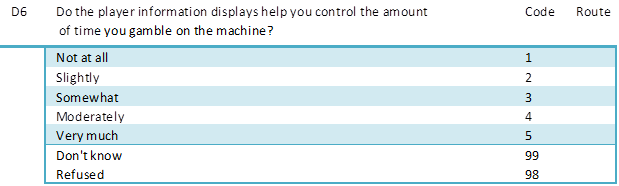 D6 Do the player information displays help you control the amount Code Route
of time you gamble on the machine?
Not at all 1
Slightly 2
Somewhat 3
Moderately 4
Very much 5
Don't know 99
Refused 98